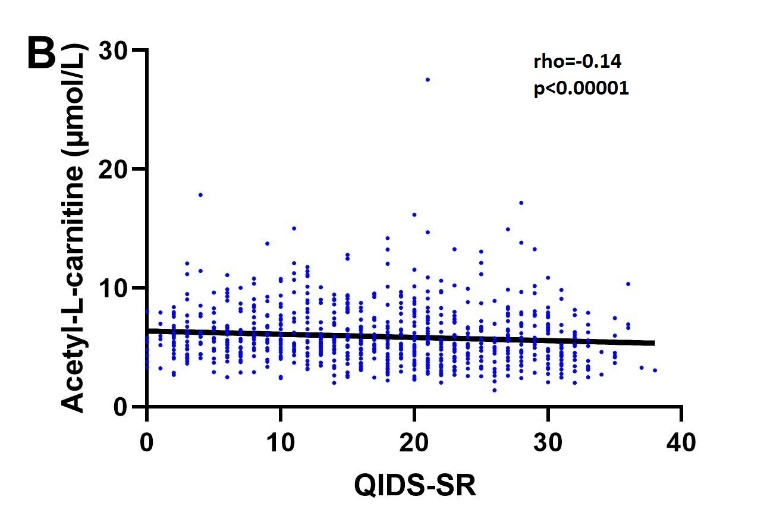 B
Acetyl-L-carnitine (µmol/L)
30
20
10
0
rho=-0.14
p<0.00001
0 10 20 30 40
QIDS-SR